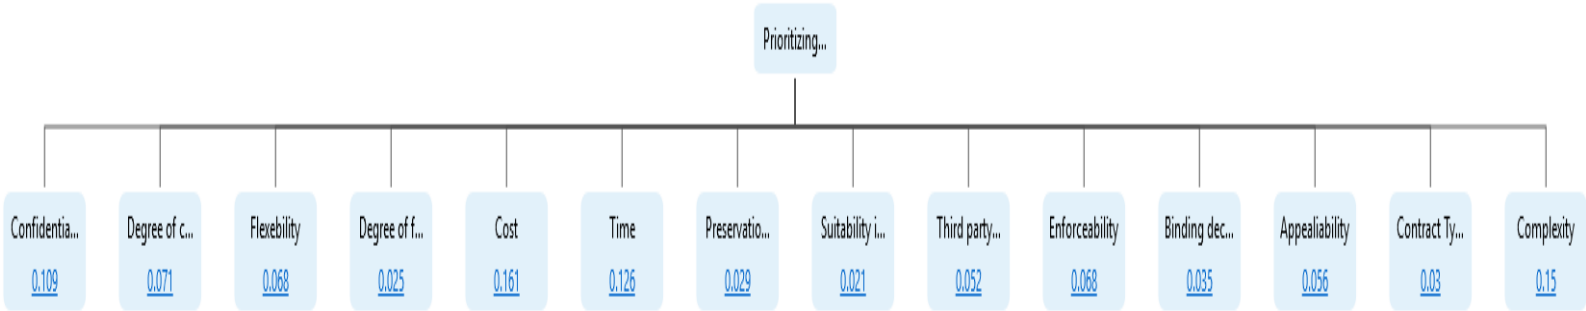 Prioritizing...
Confidentia... Degree of c... Flexebility Degree of f... Cost Time Preservatio... Suitability i... Third party... Enforceability Binding dec... Appealiability Contract Ty... Complexity
0.109 0.071 0.068 0.025 0.161 0.126 0.029 0.021 0.052 0.068 0.035 0.056 0.03 0.15